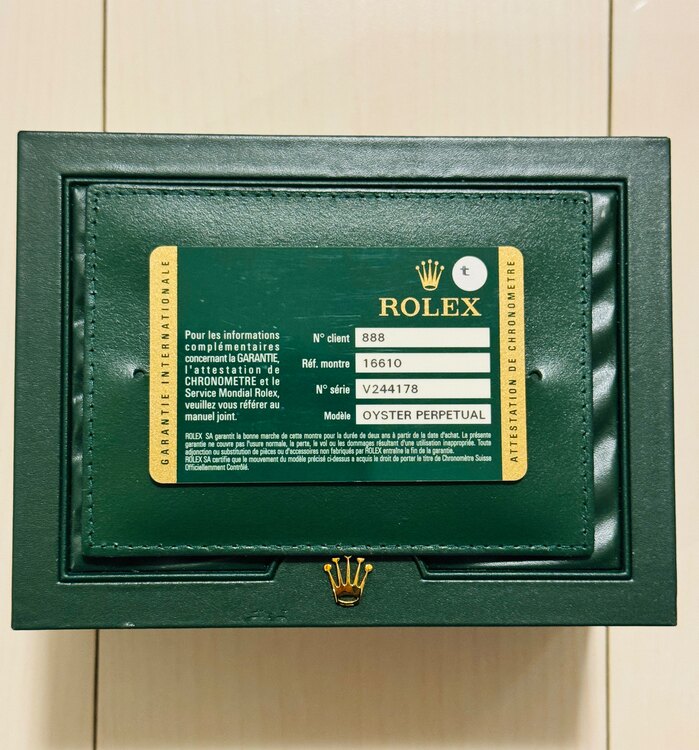 GARANTIE INTERNATIONALE
t
ROLEX
Pour les informations
complémentaires
concernant la GARANTIE,
l'attestation de
CHRONOMETRE et le
Service Mondial Rolex,
veuillez vous référer au
manuel joint.
N° client 888
Réf. montre 16610
N° série V244178
Modèle OYSTER PERPETUAL
ROLEX SA garantit la bonne marche de cette montre pour la durée de deux ans à partir de la date d'achat. La présente
garantie ne couvre pas l'usure normale, la perte, le vol ou les dommages résultant d'une utilisation inappropriée. Toute
adjonction ou substitution de pièces ou d'accessoires non fabriqués par ROLEX entraîne la fin de la garantie.
ROLEX SA certifie que le mouvement du modèle précisé ci-dessus a acquis le droit de porter le titre de Chronomètre Suisse
Officiellement Contrôlé.
ATTESTATION DE CHRONOMETRE